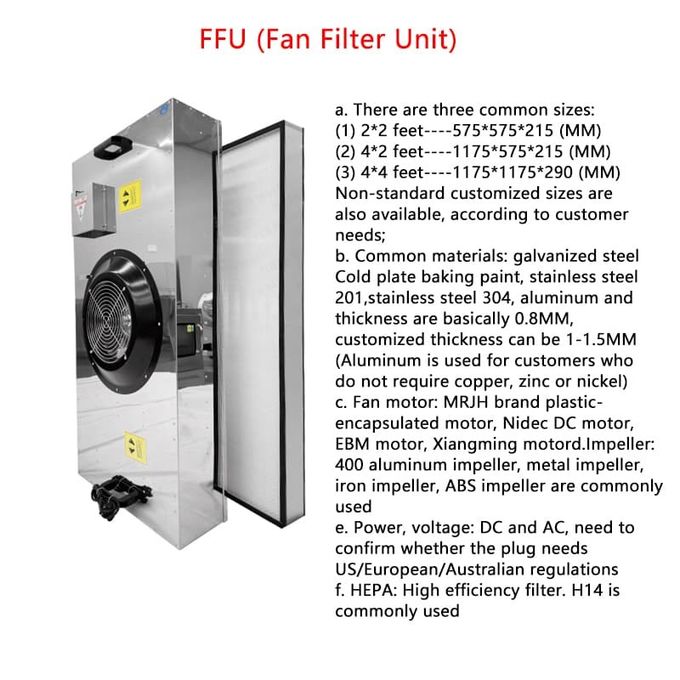 FFU (Fan Filter Unit)
a. There are three common sizes:
(1) 2*2 feet----575*575*215 (MM)
(2) 4*2 feet----1175*575*215 (MM)
(3) 4*4 feet----1175*1175*290 (MM)
Non-standard customized sizes are
also available, according to customer
needs;
b. Common materials: galvanized steel
Cold plate baking paint, stainless steel
201,stainless steel 304, aluminum and
thickness are basically 0.8MM,
customized thickness can be 1-1.5MM
(Aluminum is used for customers who
do not require copper, zinc or nickel)
c. Fan motor: MRJH brand plastic-
encapsulated motor, Nidec DC motor,
EBM motor, Xiangming motord.Impeller:
400 aluminum impeller, metal impeller,
iron impeller, ABS impeller are commonly
used
e. Power, voltage: DC and AC, need to
confirm whether the plug needs
US/European/Australian regulations
f. HEPA: High efficiency filter. H14 is
commonly used